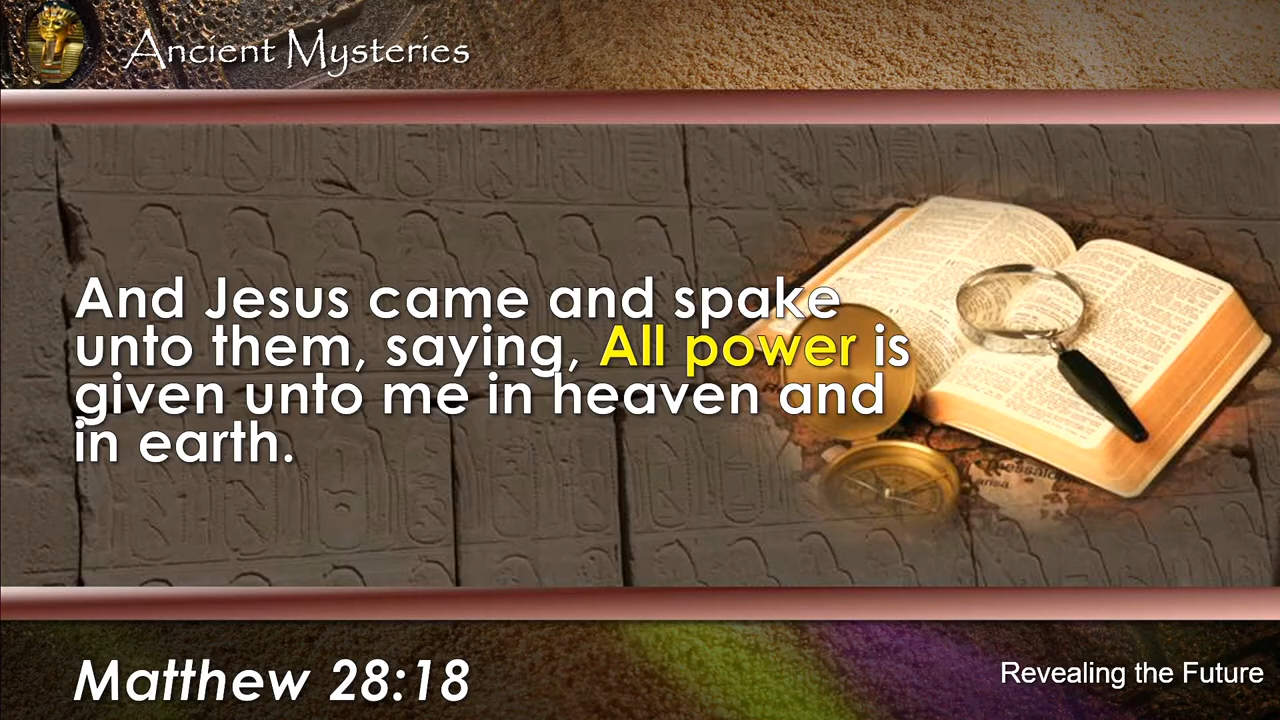 Ancient Mysteries
And Jesus came and spake
unto them, saying, All power is
given unto me in heaven and
in earth.
Matthew 28:18
Revealing the Future